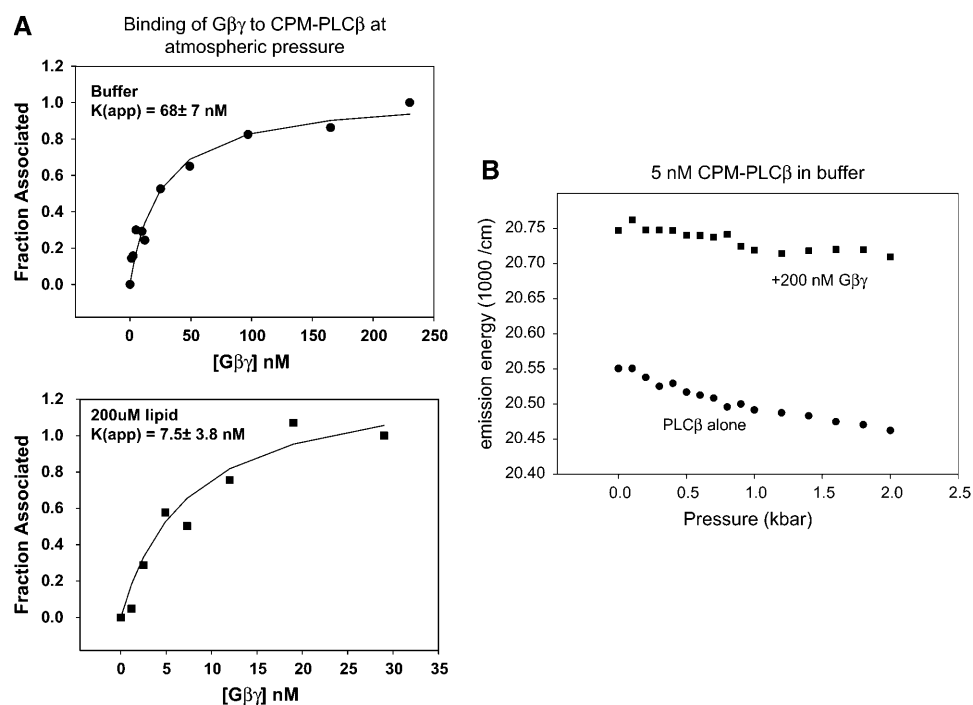 A
Binding of Gβγ to CPM-PLCβ at
atmospheric pressure
1.2
1.0
0.8
0.6
0.4
0.2
0.0
Fraction Associated
Buffer
K(app) = 68± 7 nM
0
50
100
150
200
250
[Gβγ] nM
1.2
1.0
0.8
0.6
0.4
0.2
0.0
Fraction Associated
200uM lipid
K(app) = 7.5± 3.8 nM
0
5
10
15
20
25
30
35
[Gβγ] nM
B
5 nM CPM-PLCβ in buffer
20.75
20.70
20.65
20.60
20.55
20.50
20.45
20.40
emission energy (1000 /cm)
+200 nM Gβγ
PLCβ alone
0.0
0.5
1.0
1.5
2.0
2.5
Pressure (kbar)